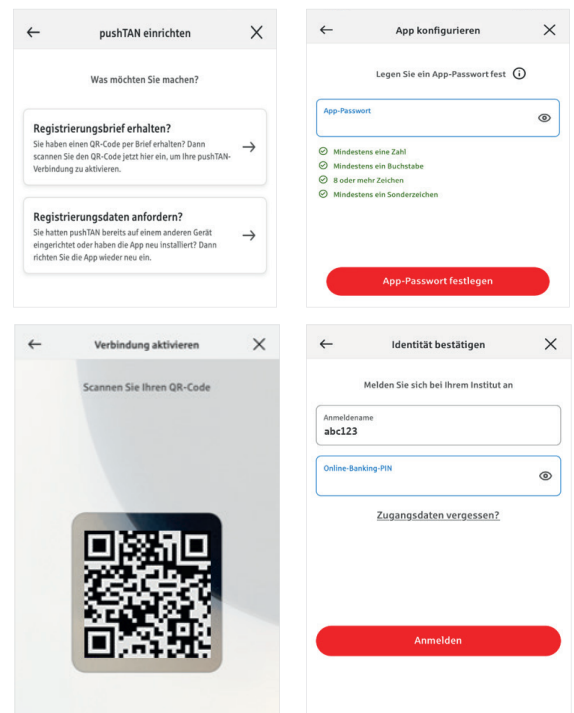 pushTAN einrichten
Was möchten Sie machen?
Registrierungsbrief erhalten?
Sie haben einen QR-Code per Brief erhalten? Dann
scannen Sie den QR-Code jetzt hier ein, um Ihre pushTAN-
Verbindung zu aktivieren.
Registrierungsdaten anfordern?
Sie hatten pushTAN bereits auf einem anderen Gerät
eingerichtet oder haben die App neu installiert? Dann
richten Sie die App wieder neu ein.
App konfigurieren
Legen Sie ein App-Passwort fest
App-Passwort
Mindestens eine Zahl
Mindestens ein Buchstabe
8 oder mehr Zeichen
Mindestens ein Sonderzeichen
App-Passwort festlegen
Verbindung aktivieren
Scannen Sie Ihren QR-Code
Identität bestätigen
Melden Sie sich bei Ihrem Institut an
Anmeldename
abc123
Online-Banking-PIN
Zugangsdaten vergessen?
Anmelden